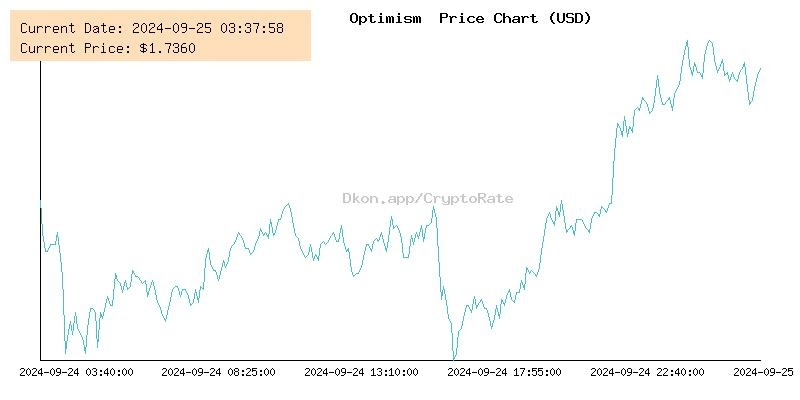 Optimism  Price Chart (USD)
Current Date: 2024-09-25 03:37:58
Current Price: $1.7360
Dkon.app/CryptoRate
2024-09-24 03:40:00 2024-09-24 08:25:00 2024-09-24 13:10:00 2024-09-24 17:55:00 2024-09-24 22:40:00 2024-09-25